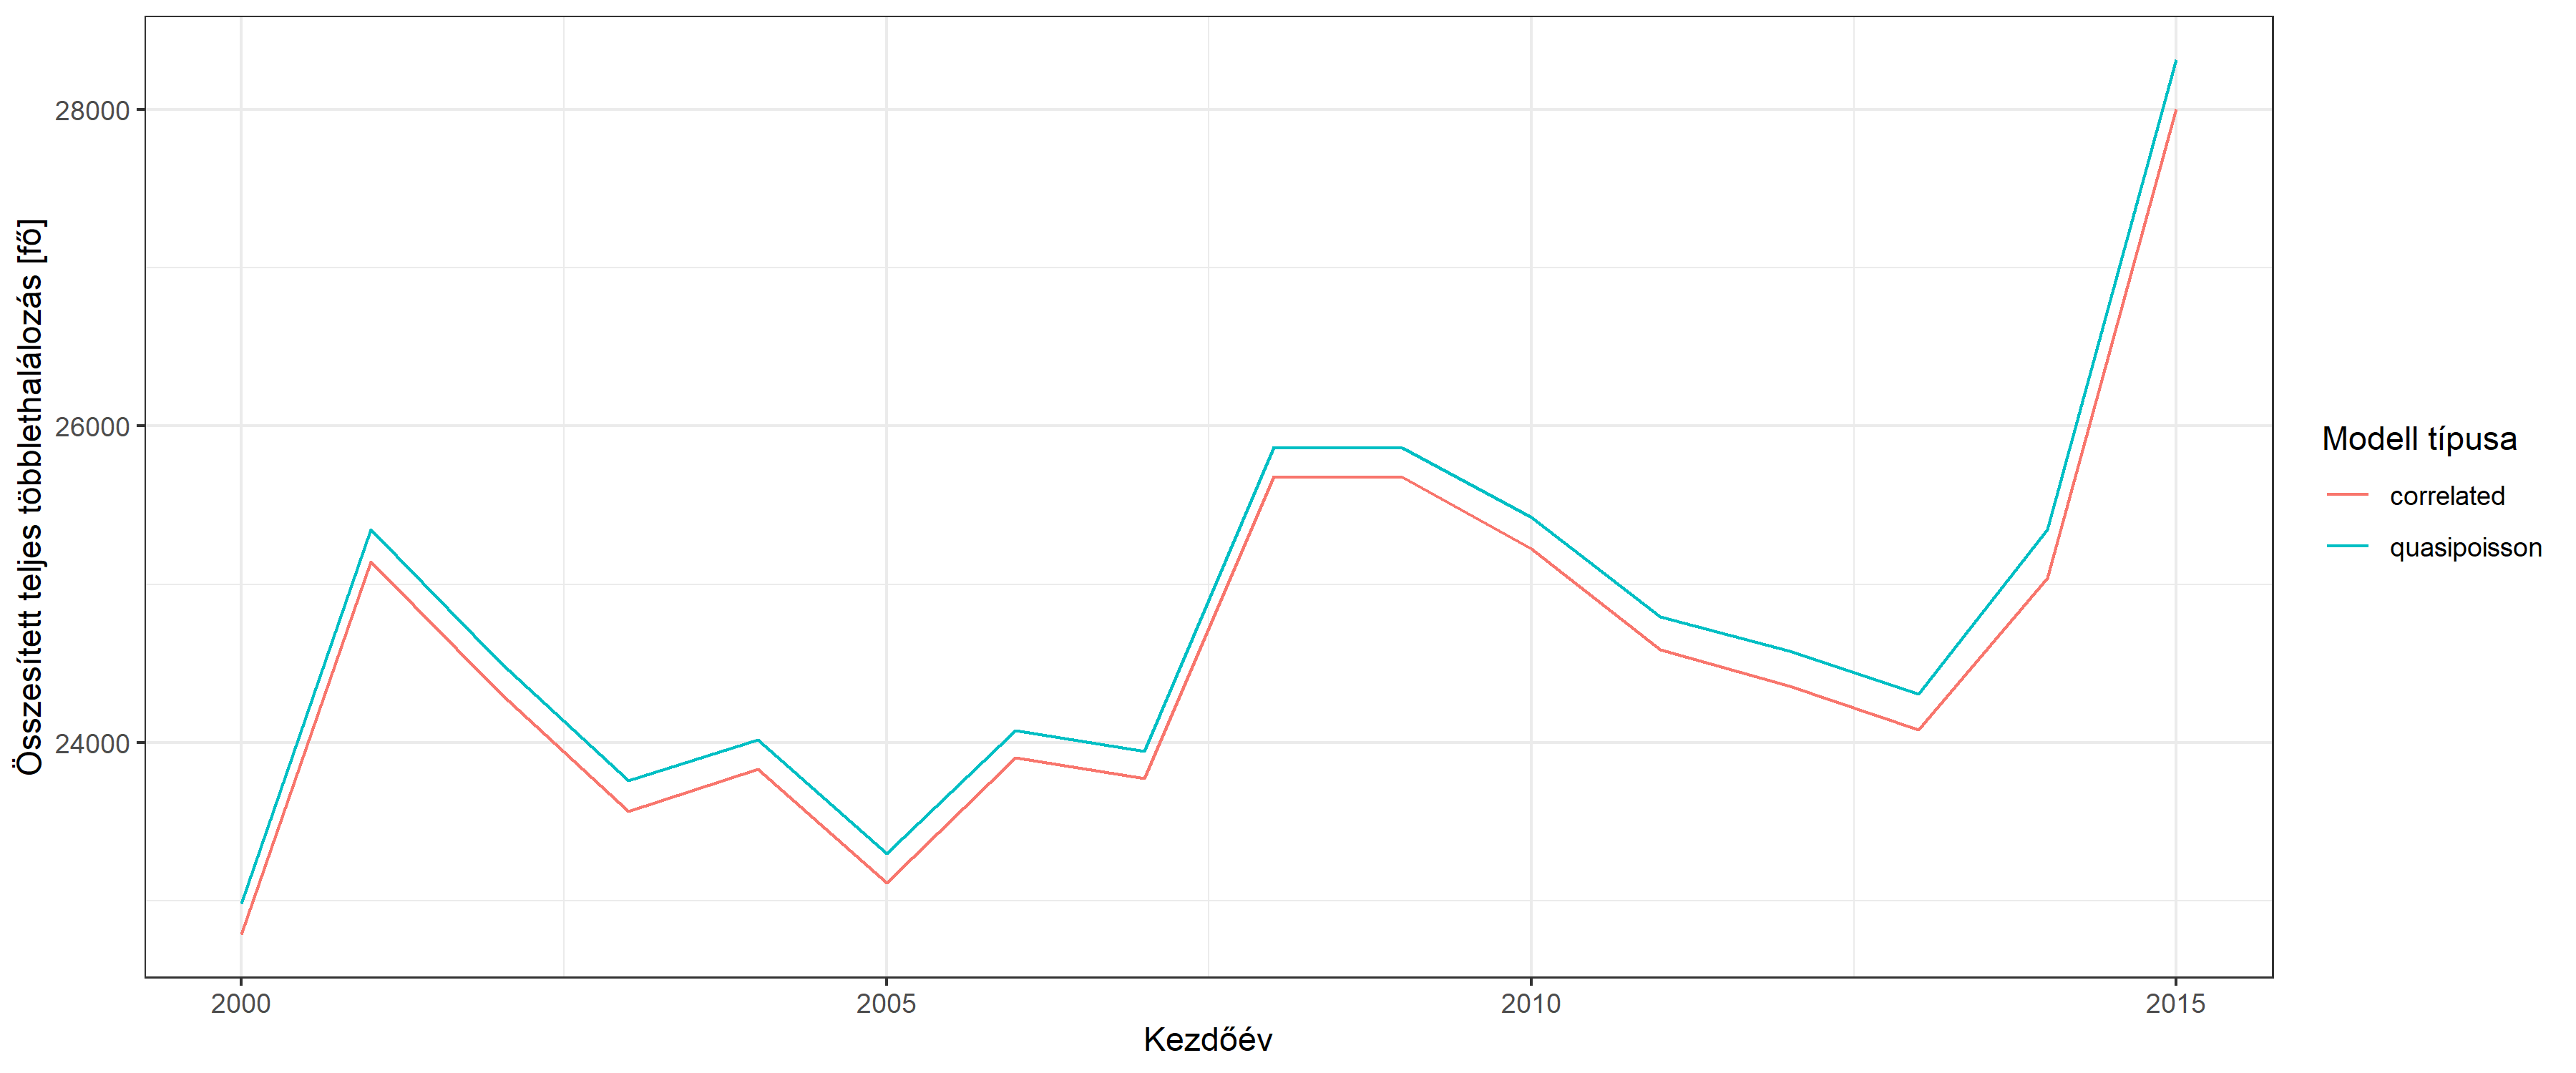 Összesített teljes többlethalálozás [fő]
28000
26000
24000
2000
2005
2010
2015
Kezdőév
Modell típusa
correlated
quasipoisson